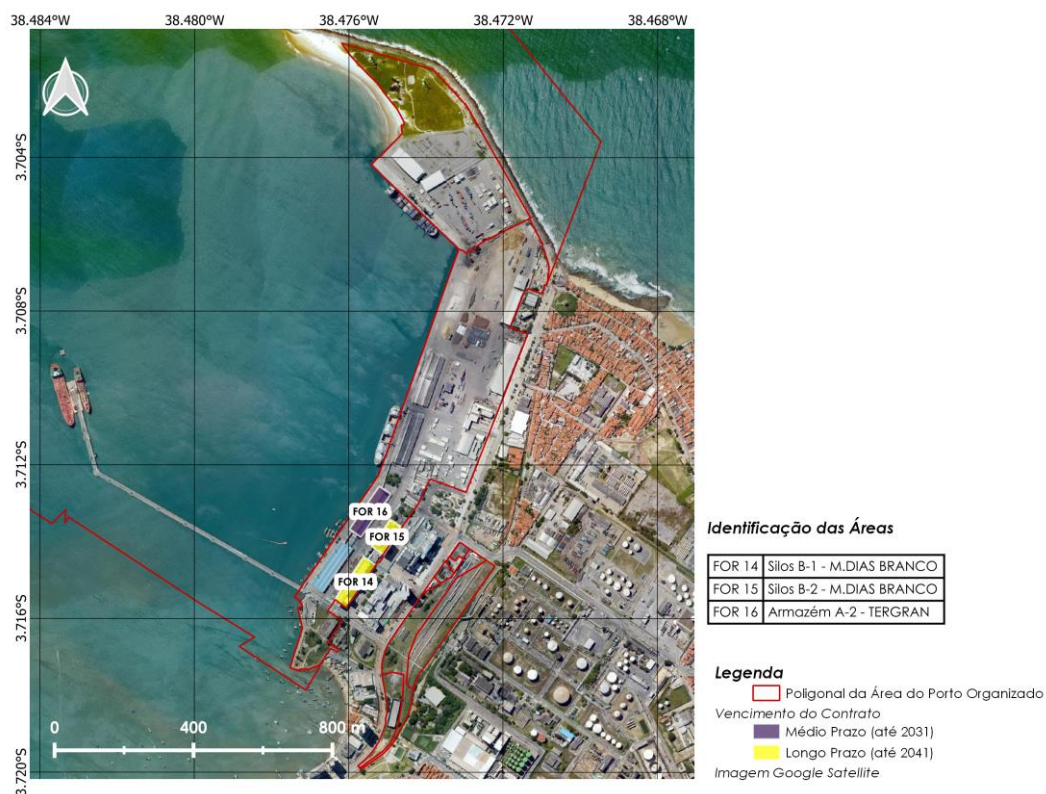 38.484°W 38.480°W 38.476°W 38.472°W 38.468°W
3.704°S
3.708°S
3.712°S
3.716°S
3.720°S
FOR 16
FOR 15
FOR 14
0 400 800 m
Identificação das Áreas
FOR 14 Silos B-1 - M.DIAS BRANCO
FOR 15 Silos B-2 - M.DIAS BRANCO
FOR 16 Armazém A-2 - TERGRAN
Legenda
Poligonal da Área do Porto Organizado
Vencimento do Contrato
Médio Prazo (até 2031)
Longo Prazo (até 2041)
Imagem Google Satellite